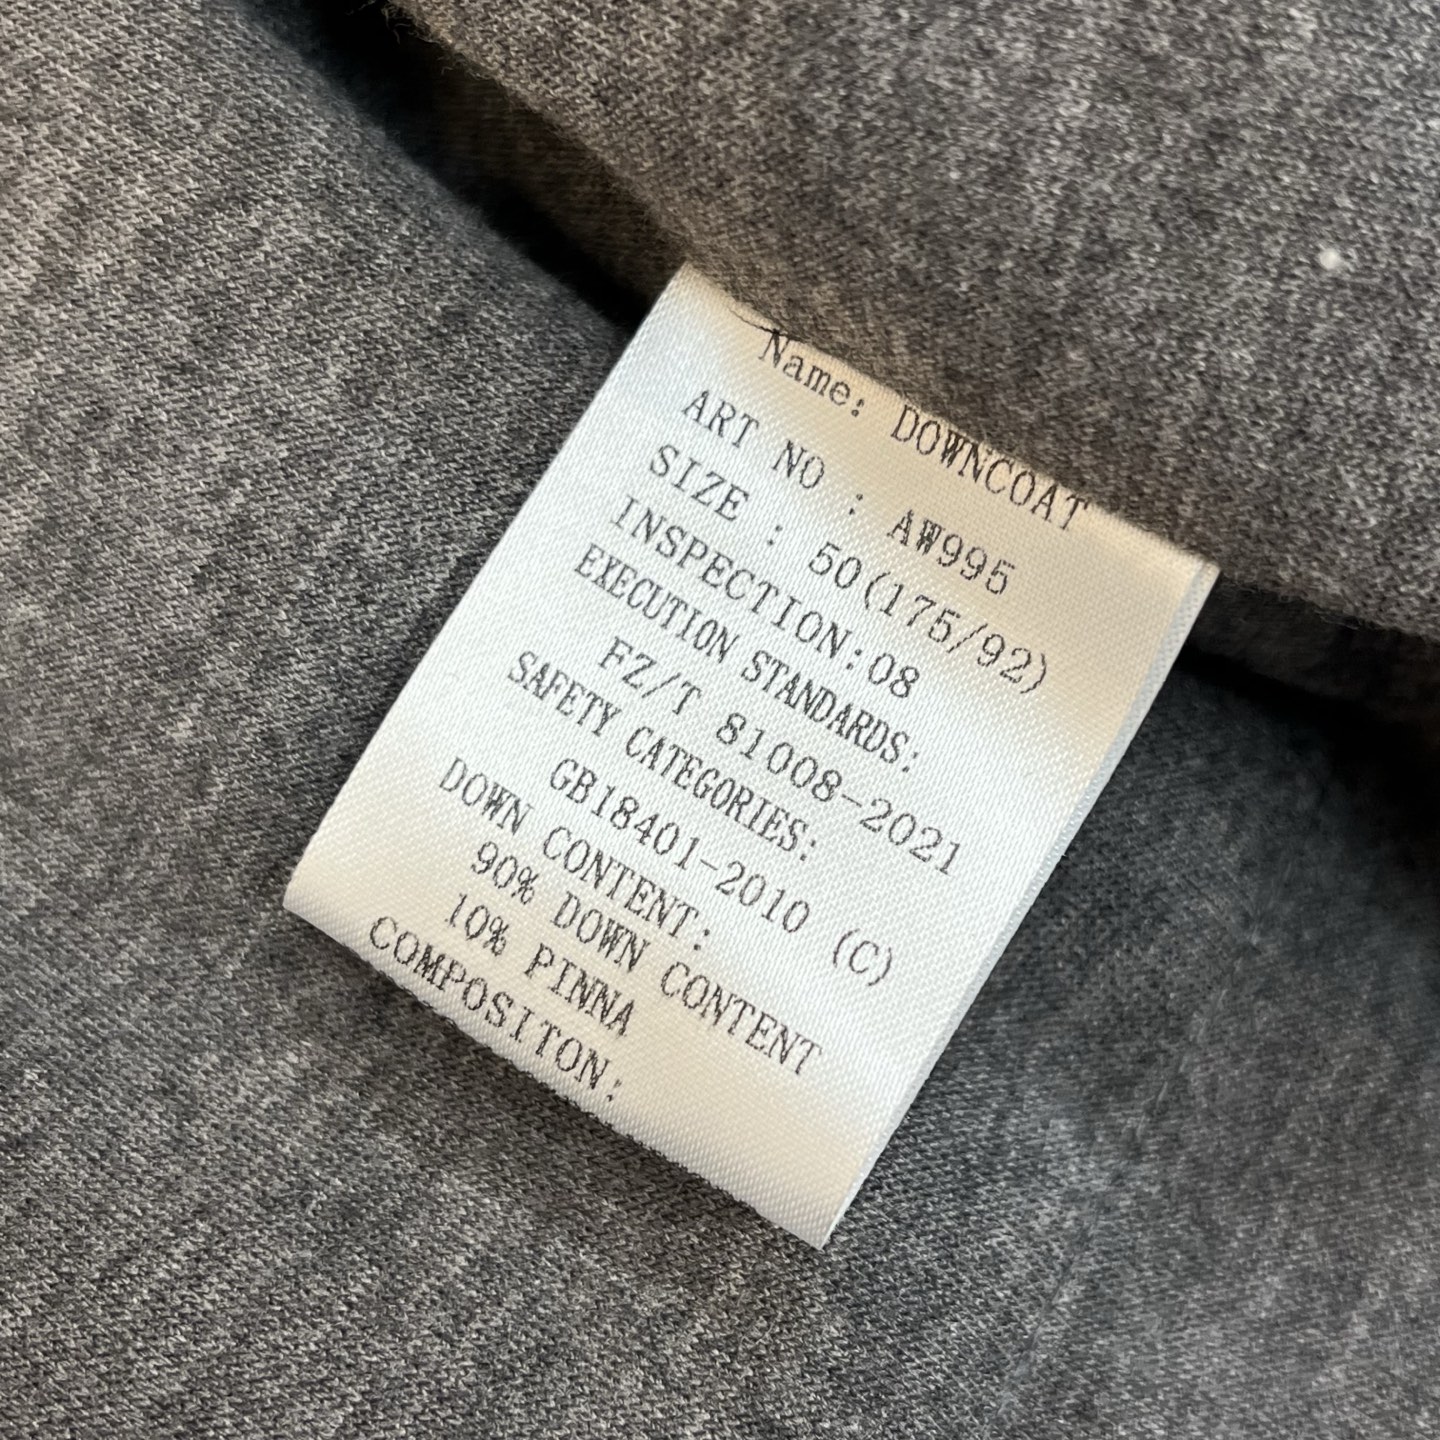 Name: DOWNCOAT
ART NO : AW995
SIZE : 50(175/92)
INSPECTION:08
EXECUTION STANDARDS:
FZ/T 81008-2021
SAFETY CATEGORIES:
GB18401-2010 (C)
DOWN CONTENT:
90% DOWN CONTENT
10% PINNA
COMPOSITON: